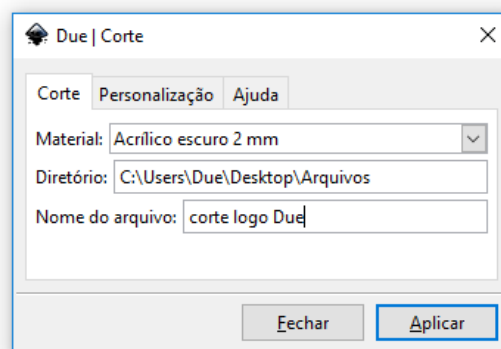 Due | Corte
Corte Personalização Ajuda
Material: Acrílico escuro 2 mm
Diretório: C:\Users\Due\Desktop\Arquivos
Nome do arquivo: corte logo Due
Fechar Aplicar